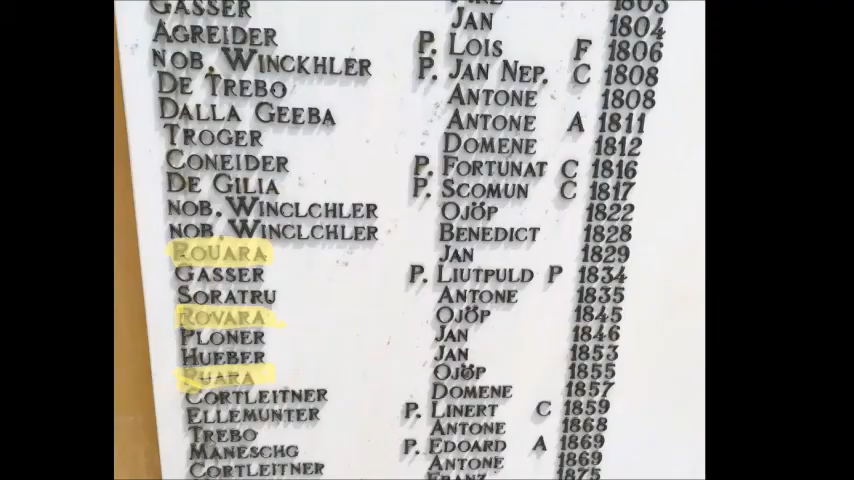 GASSER 1803
JAN 1804
AGREIDER P. LOIS F 1806
NOB. WINCKHLER P. JAN NEP. C 1808
DE TREBO ANTONE 1808
DALLA GEEBA ANTONE A 1811
TROGER DOMENE 1812
CONEIDER P. FORTUNAT C 1816
DE GILIA P. SCOMUN C 1817
NOB. WINCLCHLER OJÖP 1822
NOB. WINCLCHLER BENEDICT 1828
ROUARA JAN 1829
GASSER P. LIUTPULD P 1834
SORATRU ANTONE 1835
ROVARA OJÖP 1845
PLONER JAN 1846
HUEBER JAN 1853
RUARA OJÖP 1855
CORTLEITNER DOMENE 1857
ELLEMUNTER P. LINERT C 1859
TREBO ANTONE 1868
MANESCHG P. EDOARD A 1869
CORTLEITNER ANTONE 1869
FRANZ 1875